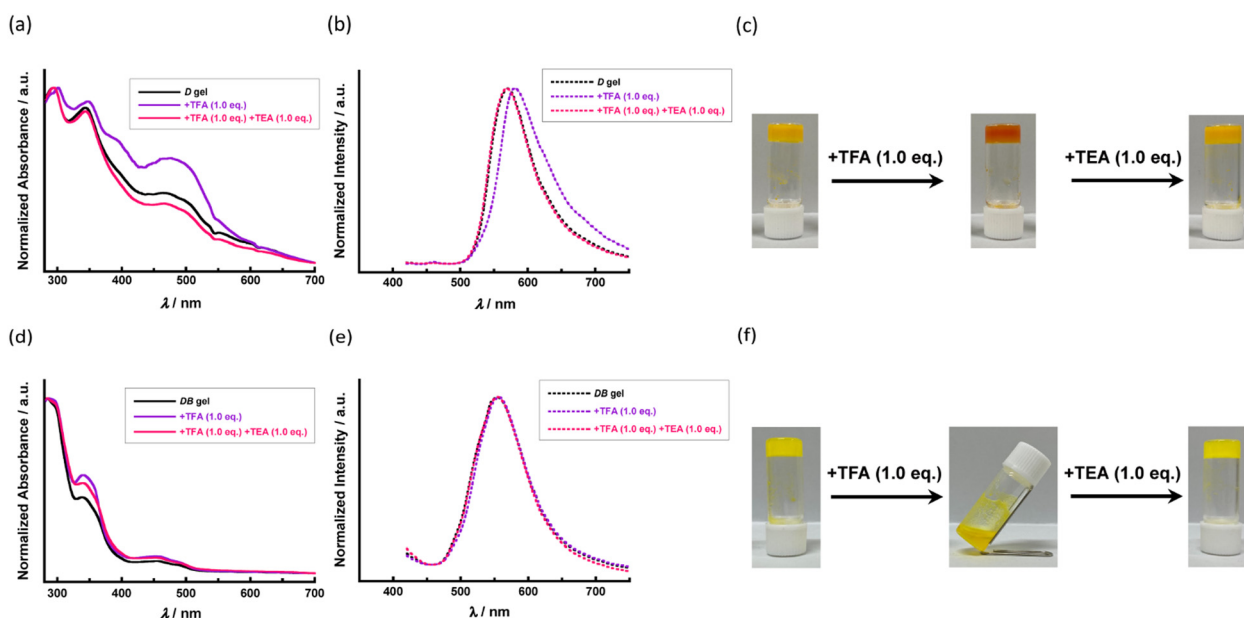 (a)
Normalized Absorbance / a.u.
D gel
+TFA (1.0 eq.)
+TFA (1.0 eq.) +TEA (1.0 eq.)
300 400 500 600 700
λ / nm
(b)
Normalized Intensity / a.u.
D gel
+TFA (1.0 eq.)
+TFA (1.0 eq.) +TEA (1.0 eq.)
400 500 600 700
λ / nm
(c)
+TFA (1.0 eq.)
+TEA (1.0 eq.)
(d)
Normalized Absorbance / a.u.
DB gel
+TFA (1.0 eq.)
+TFA (1.0 eq.) +TEA (1.0 eq.)
300 400 500 600 700
λ / nm
(e)
Normalized Intensity / a.u.
DB gel
+TFA (1.0 eq.)
+TFA (1.0 eq.) +TEA (1.0 eq.)
400 500 600 700
λ / nm
(f)
+TFA (1.0 eq.)
+TEA (1.0 eq.)